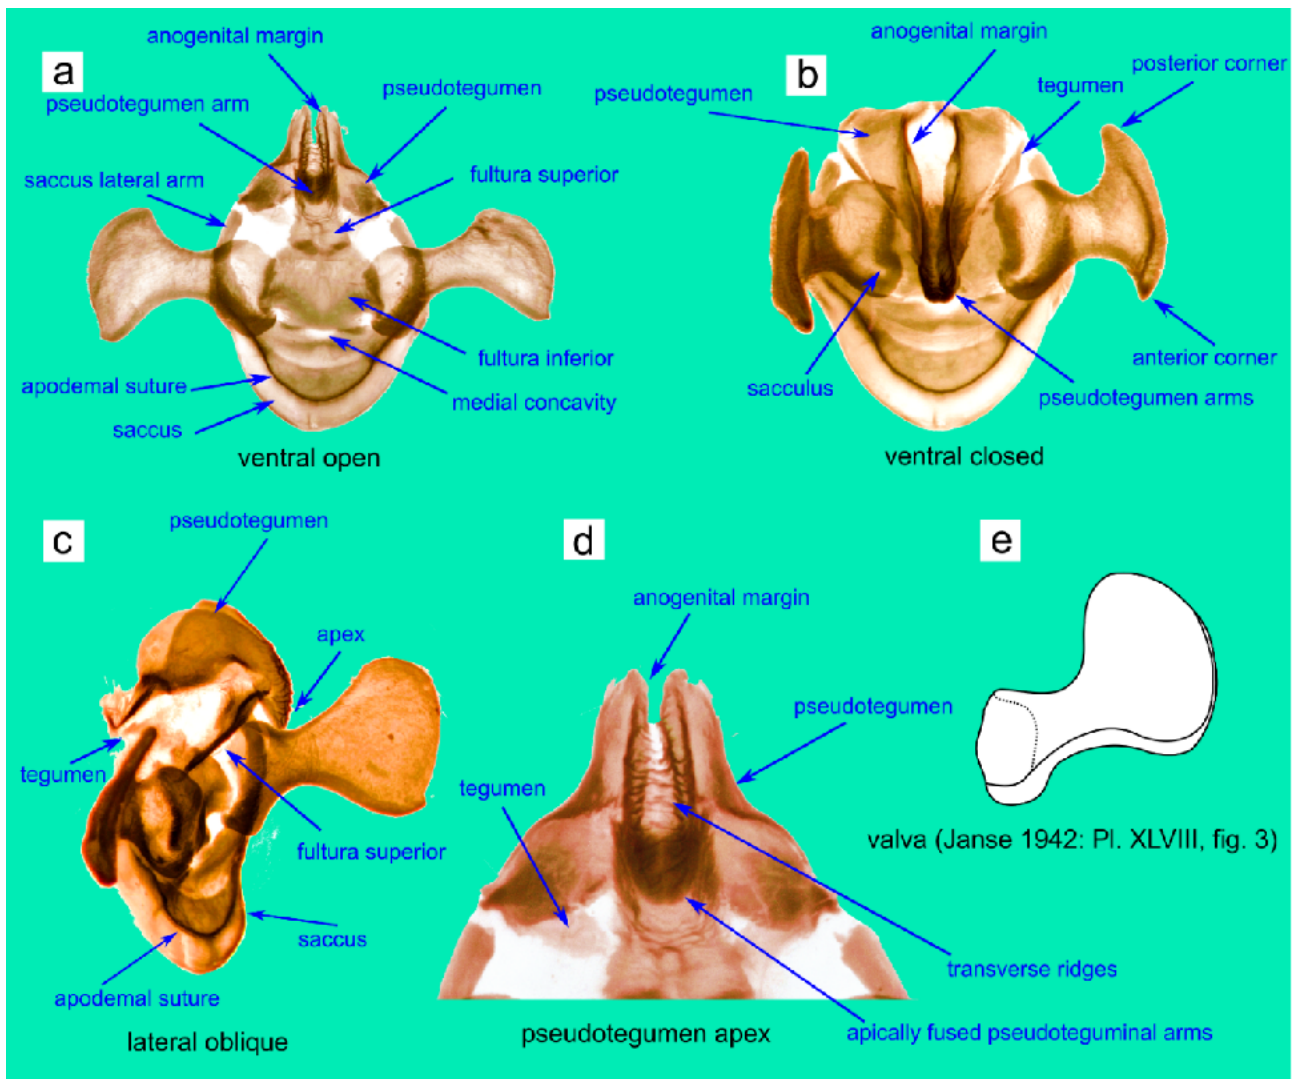 a
anogenital margin
pseudotegumen arm
pseudotegumen
saccus lateral arm
fultura superior
fultura inferior
apodemal suture
medial concavity
saccus
ventral open
b
anogenital margin
posterior corner
pseudotegumen
tegumen
anterior corner
sacculus
pseudotegumen arms
ventral closed
c
pseudotegumen
apex
tegumen
fultura superior
saccus
apodemal suture
lateral oblique
d
anogenital margin
pseudotegumen
tegumen
transverse ridges
apically fused pseudoteguminal arms
pseudotegumen apex
e
valva (Janse 1942: Pl. XLVIII, fig. 3)